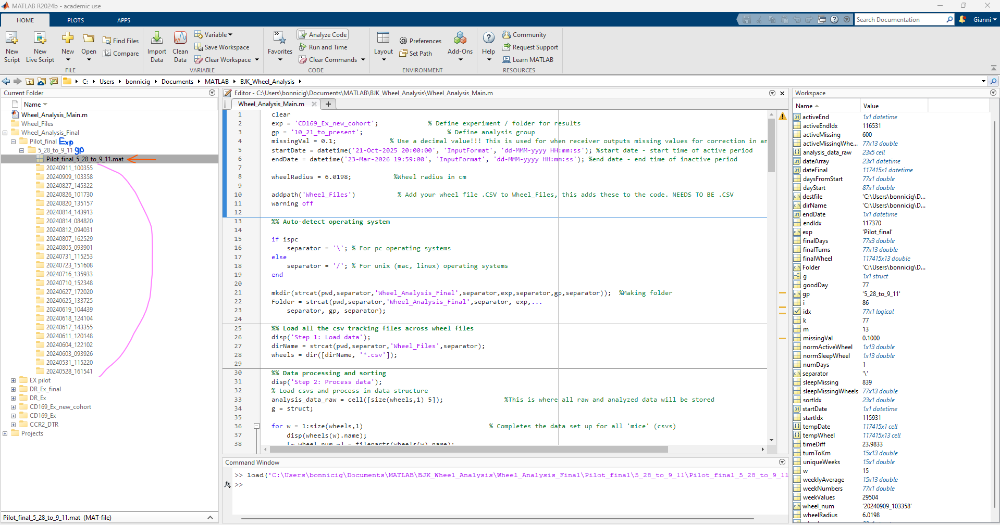 MATLAB R2024b - academic use
HOME
PLOTS
APPS
Search Documentation
Gianni
New Script
New Live Script
New
Open
Find Files
Compare
FILE
Import Data
Clean Data
Variable
Save Workspace
Clear Workspace
VARIABLE
Favorites
Analyze Code
Run and Time
Clear Commands
CODE
Layout
Preferences
Set Path
ENVIRONMENT
Add-Ons
Help
Community
Request Support
Learn MATLAB
RESOURCES
C: Users bonnicig Documents MATLAB BJK_Wheel_Analysis
Current Folder
Name
Wheel_Analysis_Main.m
Wheel_Files
Wheel_Analysis_Final
Pilot_final Exp
5_28_to_9_11 gp
Pilot_final_5_28_to_9_11.mat
20240911_100355
20240909_103358
20240827_145322
20240826_101730
20240820_135157
20240814_143913
20240814_084820
20240812_094031
20240807_162529
20240805_093901
20240731_115253
20240723_151608
20240716_135933
20240710_152348
20240627_172020
20240625_133725
20240619_104439
20240618_124104
20240617_143355
20240611_120148
20240604_122102
20240603_093926
20240531_115220
20240528_161541
EX pilot
DR_Ex_final
DR_Ex
CD169_Ex_new_cohort
CD169_Ex
CCR2_DTR
Projects
Pilot_final_5_28_to_9_11.mat (MAT-file)
Editor - C:\Users\bonnicig\Documents\MATLAB\BJK_Wheel_Analysis\Wheel_Analysis_Main.m
Wheel_Analysis_Main.m
1 clear
2 exp = 'CD169_Ex_new_cohort'; % Define experiment / folder for results
3 gp = '10_21_to_present'; % Define analysis group
4 missingVal = 0.1; % Use a decimal value!!! This is used for when receiver outputs missing values for correction in an
5 startDate = datetime('21-Oct-2025 20:00:00', 'InputFormat', 'dd-MMM-yyyy HH:mm:ss'); %start date - start time of active period
6 endDate = datetime('23-Mar-2026 19:59:00', 'InputFormat', 'dd-MMM-yyyy HH:mm:ss'); %end date - end time of inactive period
7
8 wheelRadius = 6.0198; %Wheel radius in cm
9
10 addpath('Wheel_Files') % Add your wheel file .CSV to Wheel_Files, this adds these to the code. NEEDS TO BE .CSV
11 warning off
12
13 %% Auto-detect operating system
14
15 if ispc
16 separator = '\'; % For pc operating systems
17 else
18 separator = '/'; % For unix (mac, linux) operating systems
19 end
20
21 mkdir(strcat(pwd,separator,'Wheel_Analysis_Final',separator,exp,separator,gp,separator)); %Making folder
22 Folder = strcat(pwd,separator,'Wheel_Analysis_Final',separator, exp,...
23 separator, gp, separator);
24
25 %% Load all the csv tracking files across wheel files
26 disp('Step 1: Load data');
27 dirName = strcat(pwd,separator,'Wheel_Files',separator);
28 wheels = dir([dirName, '*.csv']);
29
30 %% Data processing and sorting
31 disp('Step 2: Process data');
32 % Load csvs and process in data structure
33 analysis_data_raw = cell([size(wheels,1) 5]); %This is where all raw and analyzed data will be stored
34 g = struct;
35
36 for w = 1:size(wheels,1) % Completes the data set up for all 'mice' (csvs)
37 disp(wheels(w).name);
38 [~,wheel_num,~] = fileparts(wheels(w).name);
Command Window
>> load('C:\Users\bonnicig\Documents\MATLAB\BJK_Wheel_Analysis\Wheel_Analysis_Final\Pilot_final\5_28_to_9_11\Pilot_final_5_28_to_9_11
fx >>
Workspace
Name Value
activeEnd 1x1 datetime
activeEndIdx 116531
activeMissing 600
activeMissingWhe... 77x13 double
analysis_data_raw 23x5 cell
dateArray 23x1 datetime
dateFinal 117415x1 datetime
daysFromStart 77x1 double
dayStart 87x1 double
destfile 'C:\Users\bonnicig\D...
dirName 'C:\Users\bonnicig\D...
endDate 1x1 datetime
endIdx 117370
exp 'Pilot_final'
finalDays 77x3 double
finalTurns 77x13 double
finalWheel 117415x13 double
Folder 'C:\Users\bonnicig\D...
g 1x1 struct
goodDay 77
gp '5_28_to_9_11'
i 86
idx 77x1 logical
k 77
m 13
missingVal 0.1000
normActiveWheel 1x13 double
normSleepWheel 1x13 double
numDays 1
separator '\'
sleepMissing 839
sleepMissingWheels 77x13 double
sortIdx 23x1 double
startDate 1x1 datetime
startIdx 115931
tempDate 117415x1 cell
tempWheel 117415x13 cell
timeDiff 23.9833
turnToKm 15x13 double
uniqueWeeks 15x1 double
w 15
weeklyAverage 15x13 double
weekNumbers 77x1 double
weekValues 29504
wheel_num '20240909_103358'
wheelRadius 6.0198